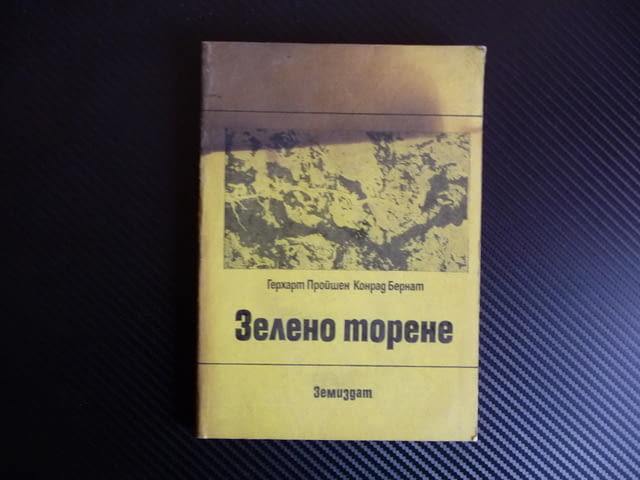 Герхарт Пройшен Конрад Бернат
Зелено торене
Земиздат